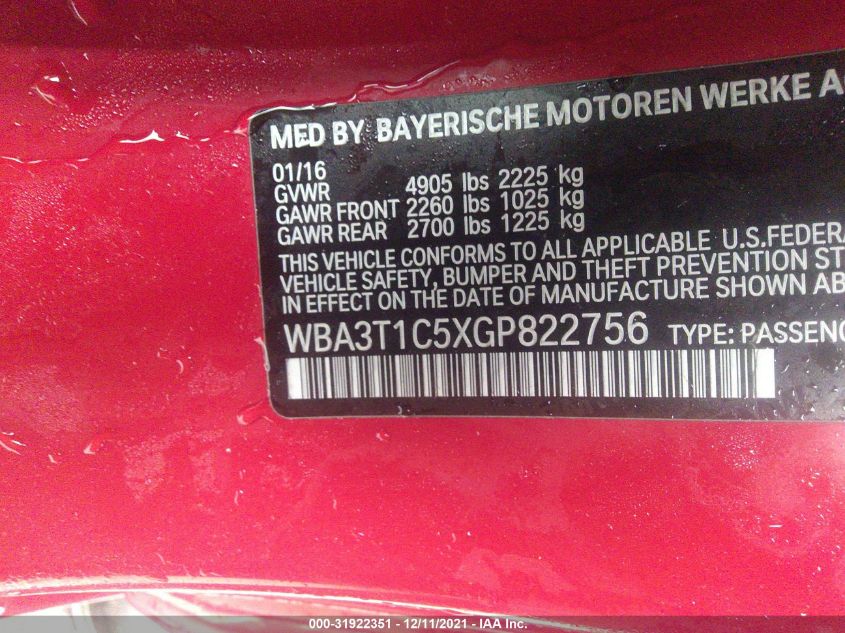 MED BY BAYERISCHE MOTOREN WERKE
01/16
GVWR 4905 lbs 2225 kg
GAWR FRONT 2260 lbs 1025 kg
GAWR REAR 2700 lbs 1225 kg
THIS VEHICLE CONFORMS TO ALL APPLICABLE U.S.FEDERA
VEHICLE SAFETY, BUMPER AND THEFT PREVENTION ST
IN EFFECT ON THE DATE OF MANUFACTURE SHOWN AB
WBA3T1C5XGP822756 TYPE: PASSENG
000-31922351 - 12/11/2021 - IAA Inc.